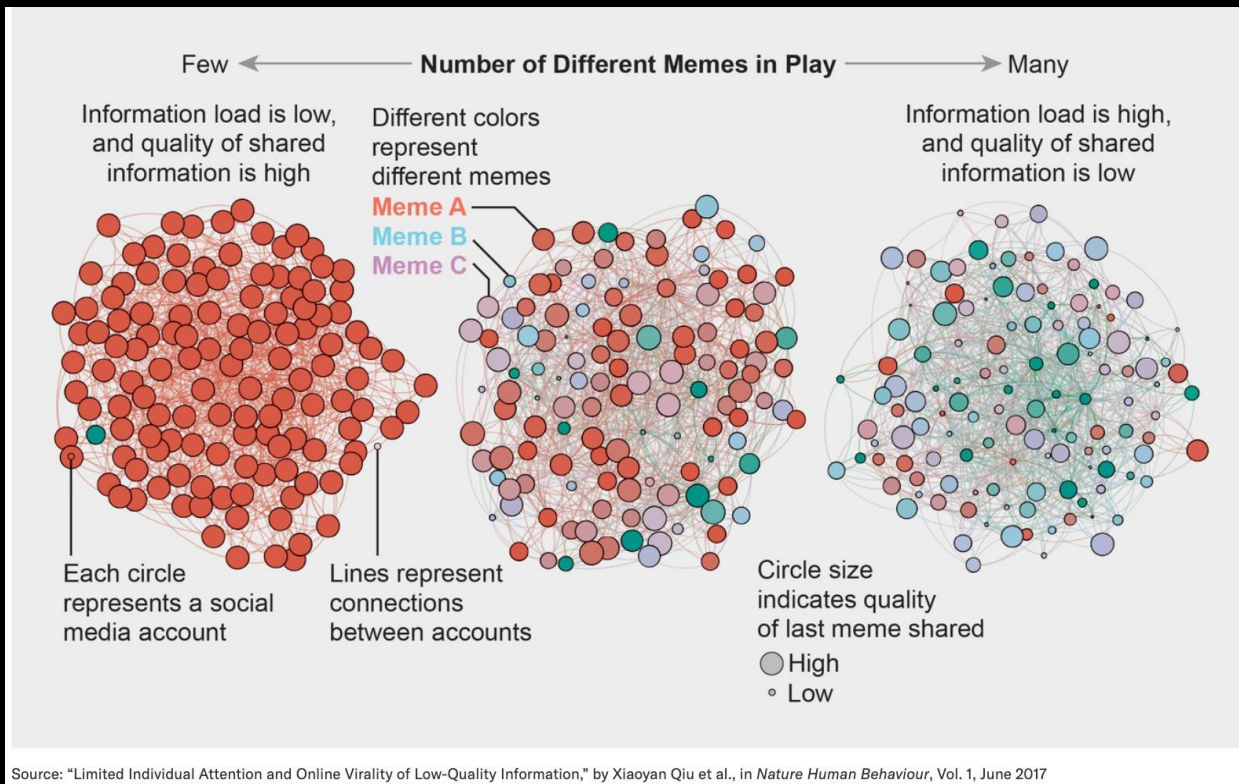 Few Number of Different Memes in Play Many
Information load is low,
and quality of shared
information is high
Different colors
represent
different memes
Meme A
Meme B
Meme C
Information load is high,
and quality of shared
information is low
Each circle
represents a social
media account
Lines represent
connections
between accounts
Circle size
indicates quality
of last meme shared
High
Low
Source: “Limited Individual Attention and Online Virality of Low-Quality Information,” by Xiaoyan Qiu et al., in Nature Human Behaviour, Vol. 1, June 2017